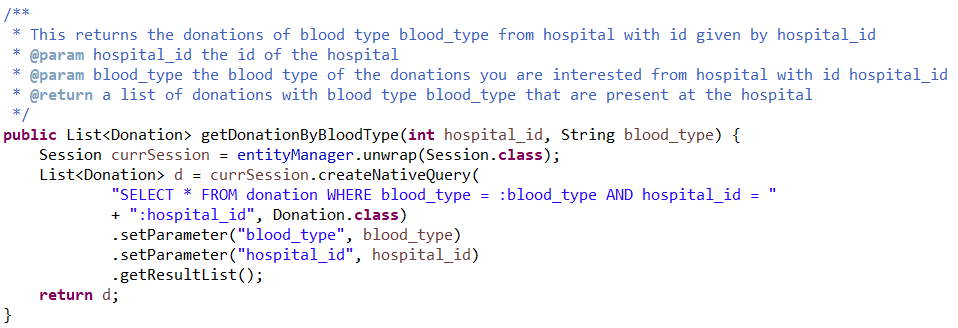 /**
 * This returns the donations of blood type blood_type from hospital with id given by hospital_id
 * @param hospital_id the id of the hospital
 * @param blood_type the blood type of the donations you are interested from hospital with id hospital_id
 * @return a list of donations with blood type blood_type that are present at the hospital
 */
public List<Donation> getDonationByBloodType(int hospital_id, String blood_type) {
    Session currSession = entityManager.unwrap(Session.class);
    List<Donation> d = currSession.createNativeQuery(
            "SELECT * FROM donation WHERE blood_type = :blood_type AND hospital_id = "
            + ":hospital_id", Donation.class)
            .setParameter("blood_type", blood_type)
            .setParameter("hospital_id", hospital_id)
            .getResultList();
    return d;
}